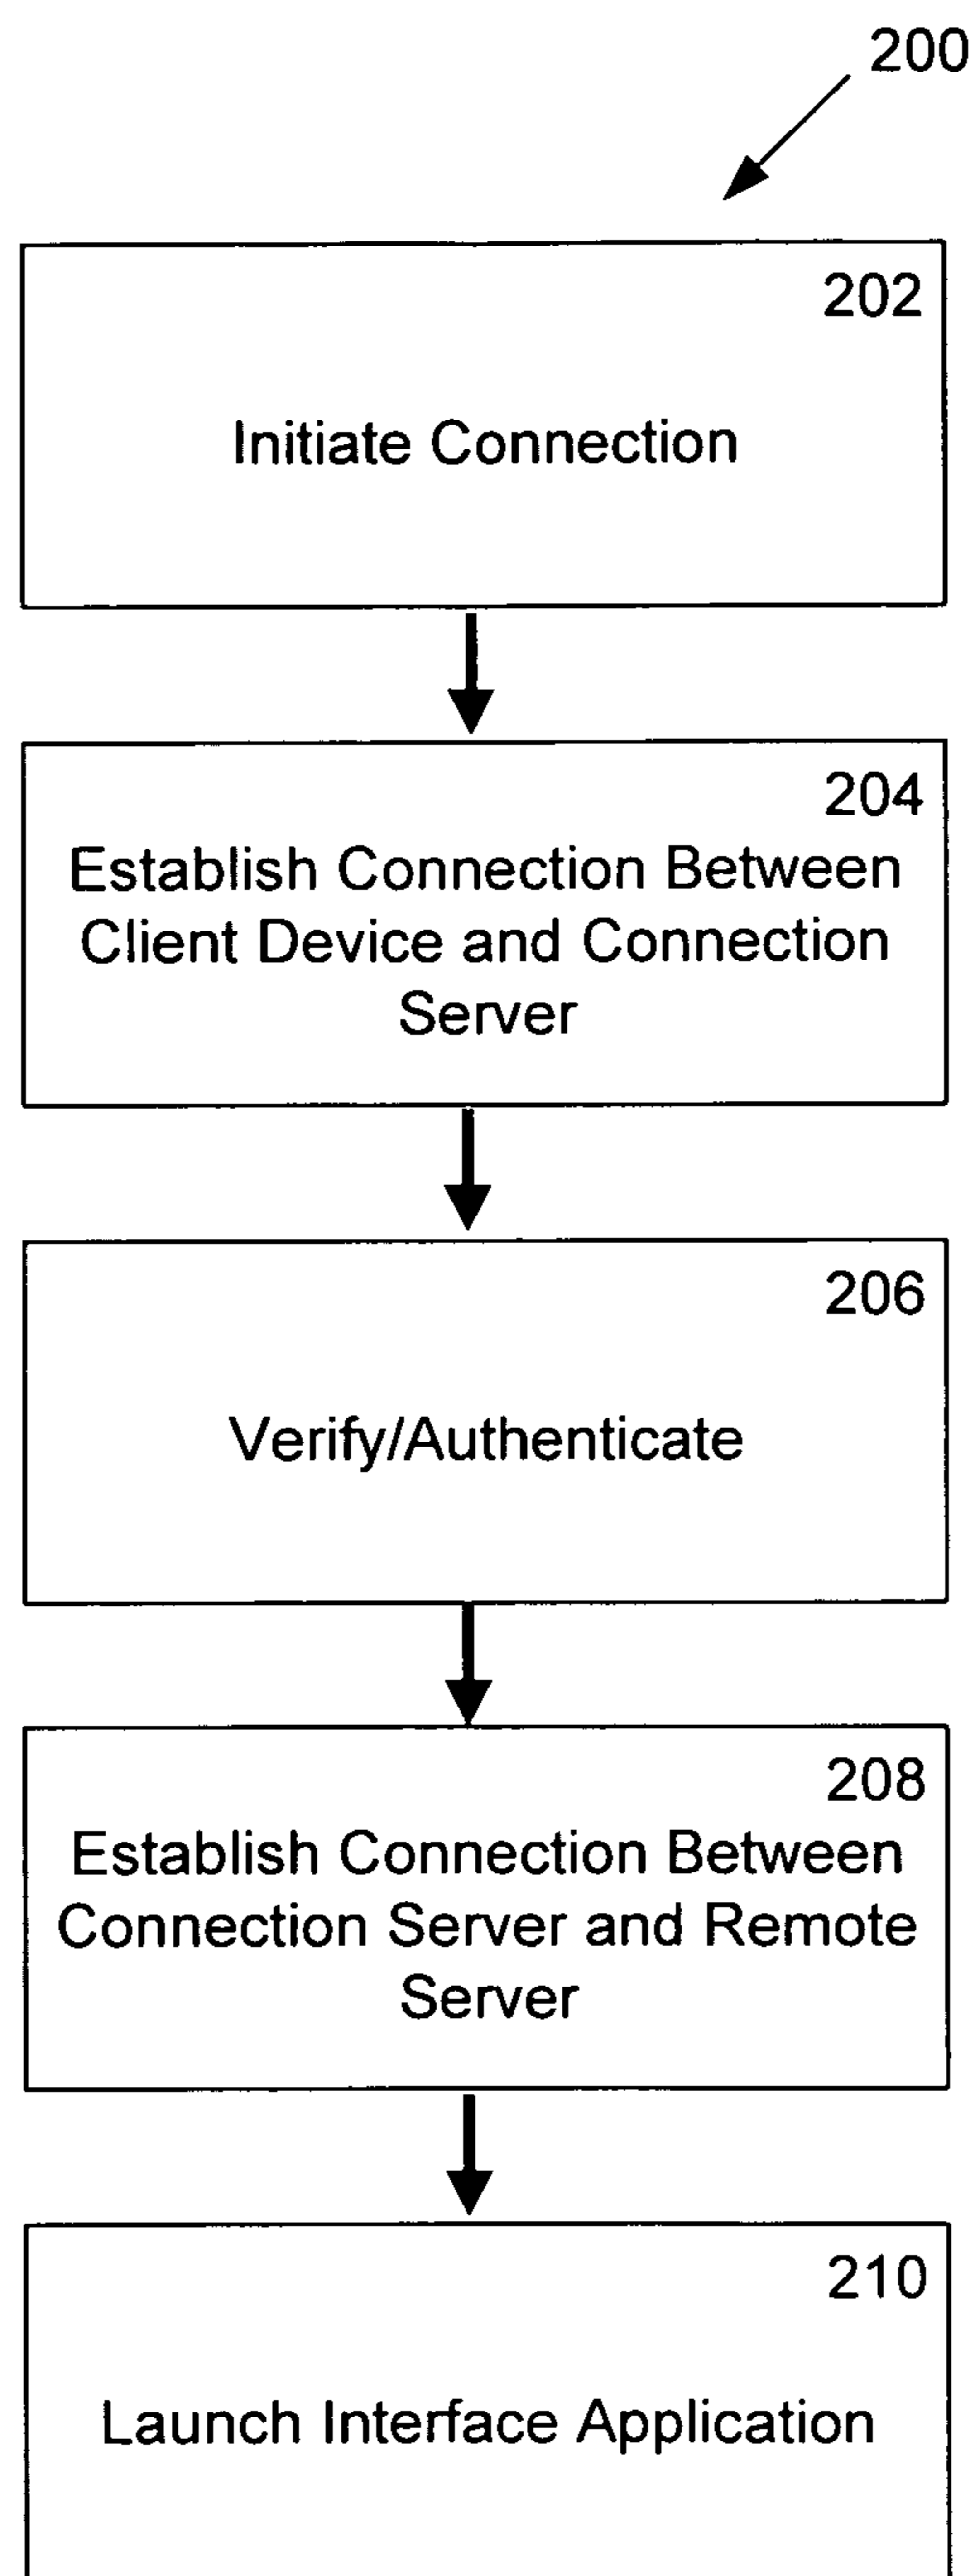 200
202
Initiate Connection
204
Establish Connection Between
Client Device and Connection
Server
206
Verify/Authenticate
208
Establish Connection Between
Connection Server and Remote
Server
210
Launch Interface Application